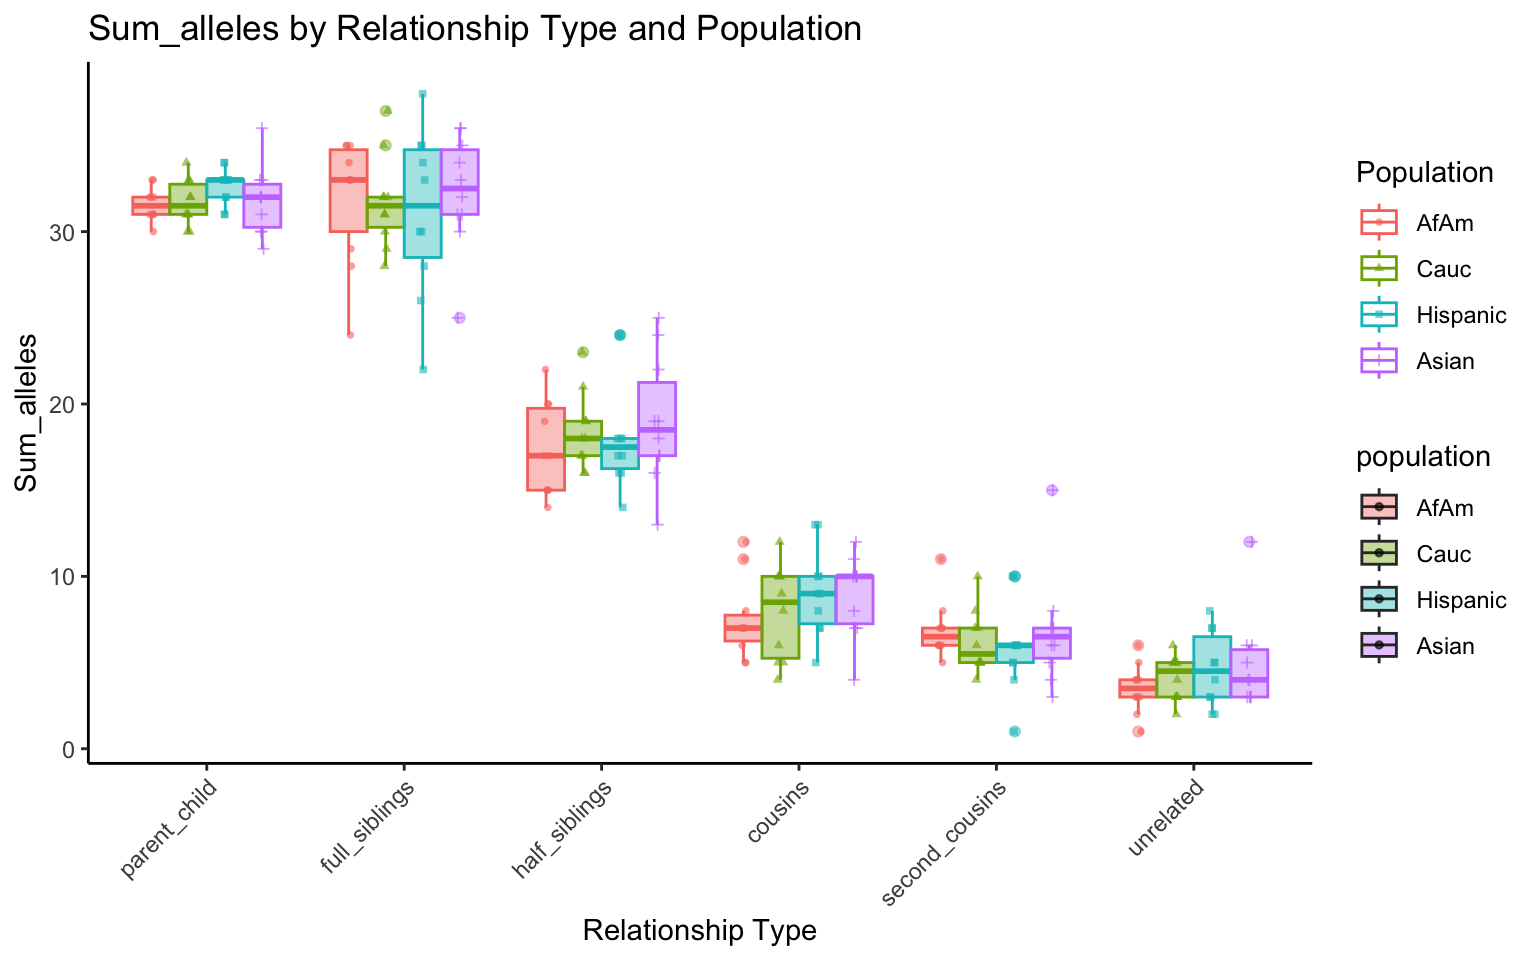 Sum_alleles by Relationship Type and Population
Sum_alleles
30
20
10
0
parent_child
full_siblings
half_siblings
cousins
second_cousins
unrelated
Relationship Type
Population
AfAm
Cauc
Hispanic
Asian
population
AfAm
Cauc
Hispanic
Asian